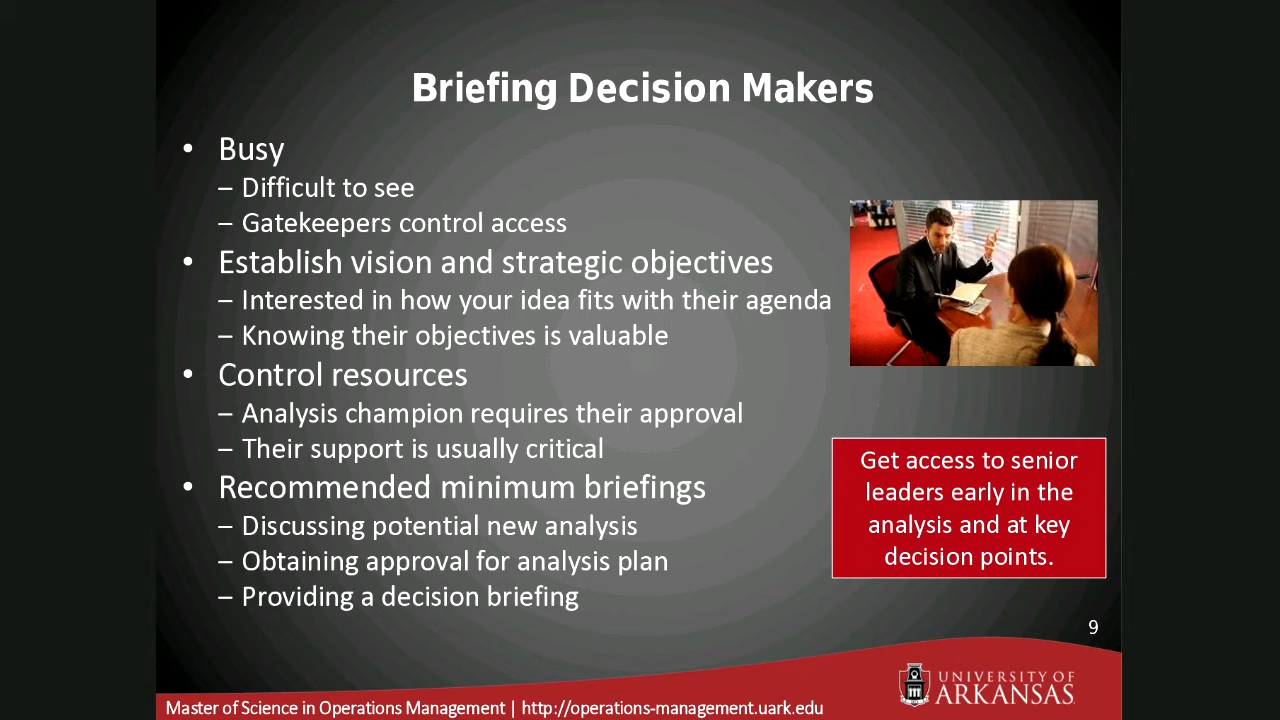 Briefing Decision Makers
• Busy
– Difficult to see
– Gatekeepers control access
• Establish vision and strategic objectives
– Interested in how your idea fits with their agenda
– Knowing their objectives is valuable
• Control resources
– Analysis champion requires their approval
– Their support is usually critical
• Recommended minimum briefings
– Discussing potential new analysis
– Obtaining approval for analysis plan
– Providing a decision briefing
Get access to senior
leaders early in the
analysis and at key
decision points.
9
UNIVERSITY OF
ARKANSAS
Master of Science in Operations Management | http://operations-management.uark.edu